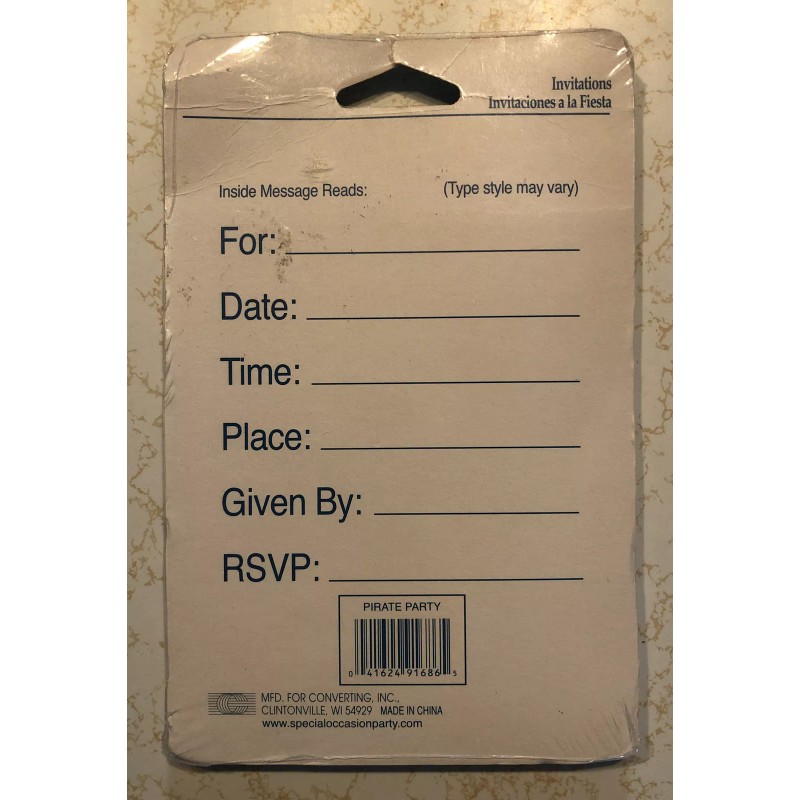 Invitations
Invitaciones a la Fiesta
Inside Message Reads: (Type style may vary)
For:
Date:
Time:
Place:
Given By:
RSVP:
PIRATE PARTY
0 41624 91686 5
MFD. FOR CONVERTING, INC.,
CLINTONVILLE, WI 54929 MADE IN CHINA
www.specialoccasionparty.com